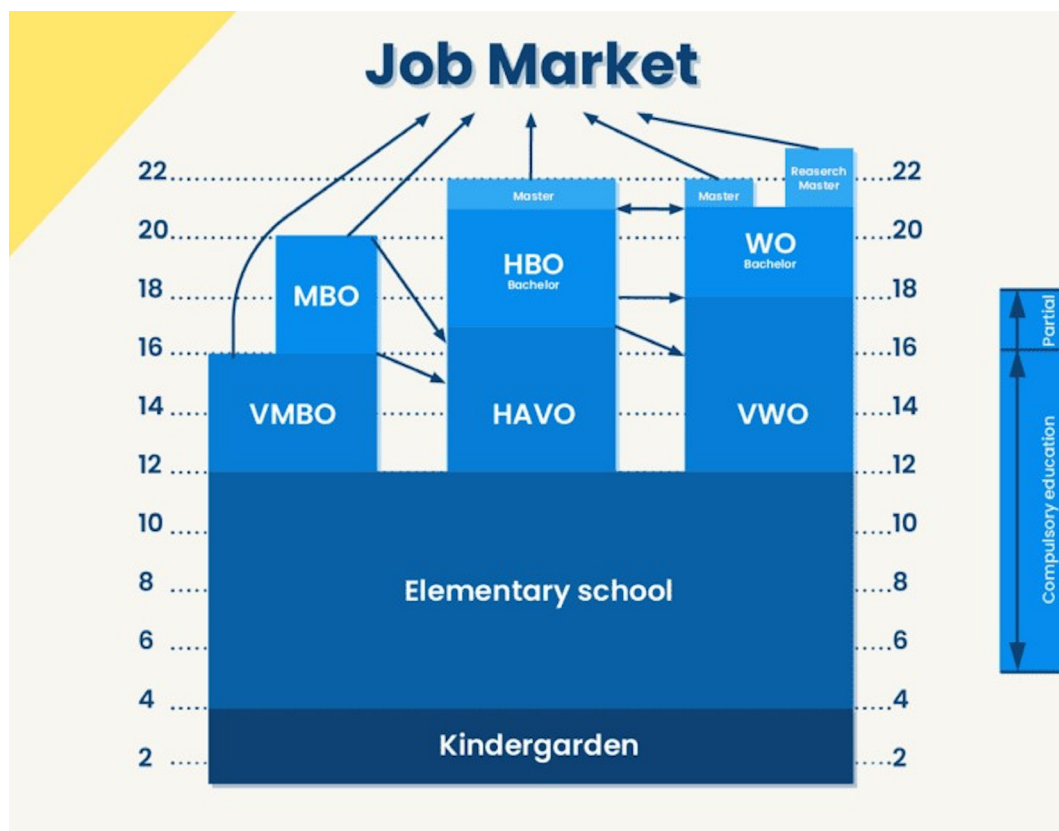 Job Market
22
22
Reaserch
Master
Master
Master
20
20
WO
Bachelor
HBO
Bachelor
MBO
18
18
Partial
16
16
VMBO
HAVO
VWO
14
14
12
12
Compulsory education
10
10
Elementary school
8
8
6
6
4
4
Kindergarden
2
2